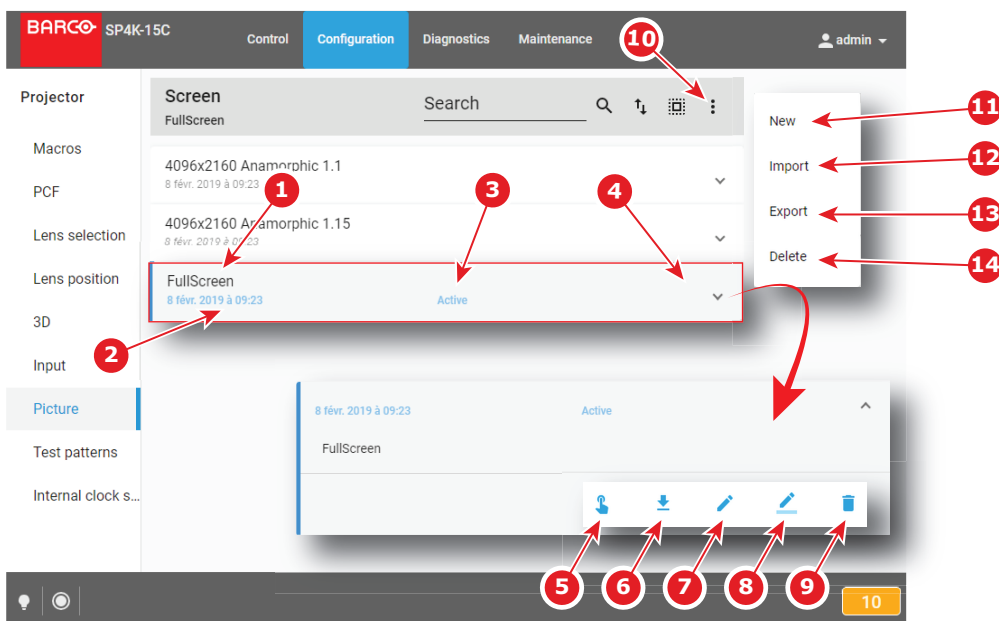 BARCO SP4K-15C
Control
Configuration
Diagnostics
Maintenance
10
admin
Projector
Macros
PCF
Lens selection
Lens position
3D
Input
Picture
Test patterns
Internal clock s...
Screen
FullScreen
Search
4096x2160 Anamorphic 1.1
8 févr. 2019 à 09:23
1
3
4
4096x2160 Anamorphic 1.15
8 févr. 2019 à 09:23
FullScreen
8 févr. 2019 à 09:23
Active
2
New
11
Import
12
Export
13
Delete
14
8 févr. 2019 à 09:23
Active
FullScreen
5
6
7
8
9
10